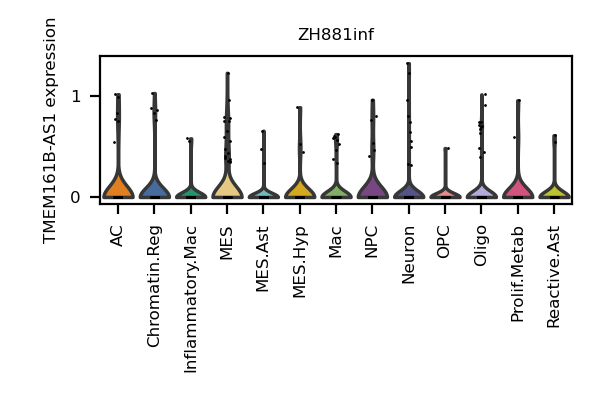 ZH881inf
TMEM161B-AS1 expression
1
0
AC
Chromatin.Reg
Inflammatory.Mac
MES
MES.Ast
MES.Hyp
Mac
NPC
Neuron
OPC
Oligo
Prolif.Metab
Reactive.Ast